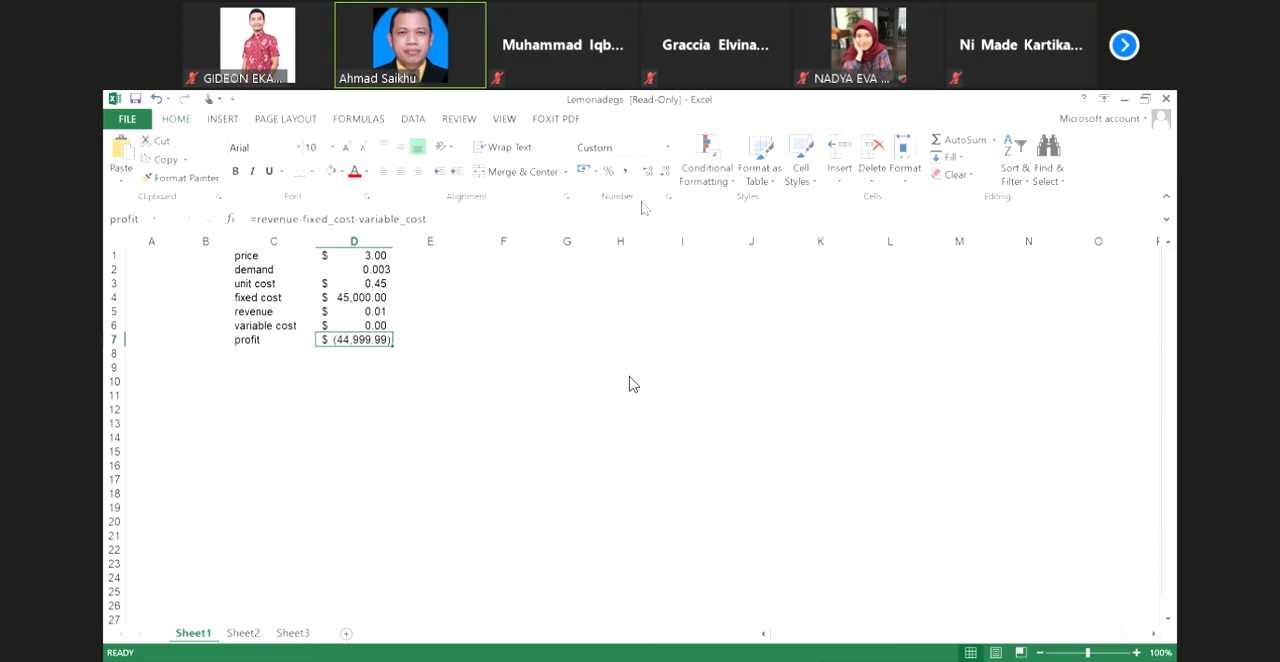 GIDEON EKA...
Ahmad Saikhu
Muhammad Iqb...
Graccia Elvina...
NADYA EVA ...
Ni Made Kartika...
Lemonadegs [Read-Only] - Excel
FILE HOME INSERT PAGE LAYOUT FORMULAS DATA REVIEW VIEW FOXIT PDF Microsoft account
Paste
Cut
Copy
Format Painter
Arial 10
B I U
Wrap Text
Merge & Center
Custom
Conditional Formatting
Format as Table
Cell Styles
Insert Delete Format
AutoSum
Fill
Clear
Sort & Filter
Find & Select
Clipboard Font Alignment Number Styles Cells Editing
profit fx =revenue-fixed_cost-variable_cost
A B C D E F G H I J K L M N O
1 price $ 3.00
2 demand 0.003
3 unit cost $ 0.45
4 fixed cost $ 45,000.00
5 revenue $ 0.01
6 variable cost $ 0.00
7 profit $ (44,999.99)
8
9
10
11
12
13
14
15
16
17
18
19
20
21
22
23
24
25
26
27
Sheet1 Sheet2 Sheet3
READY 100%